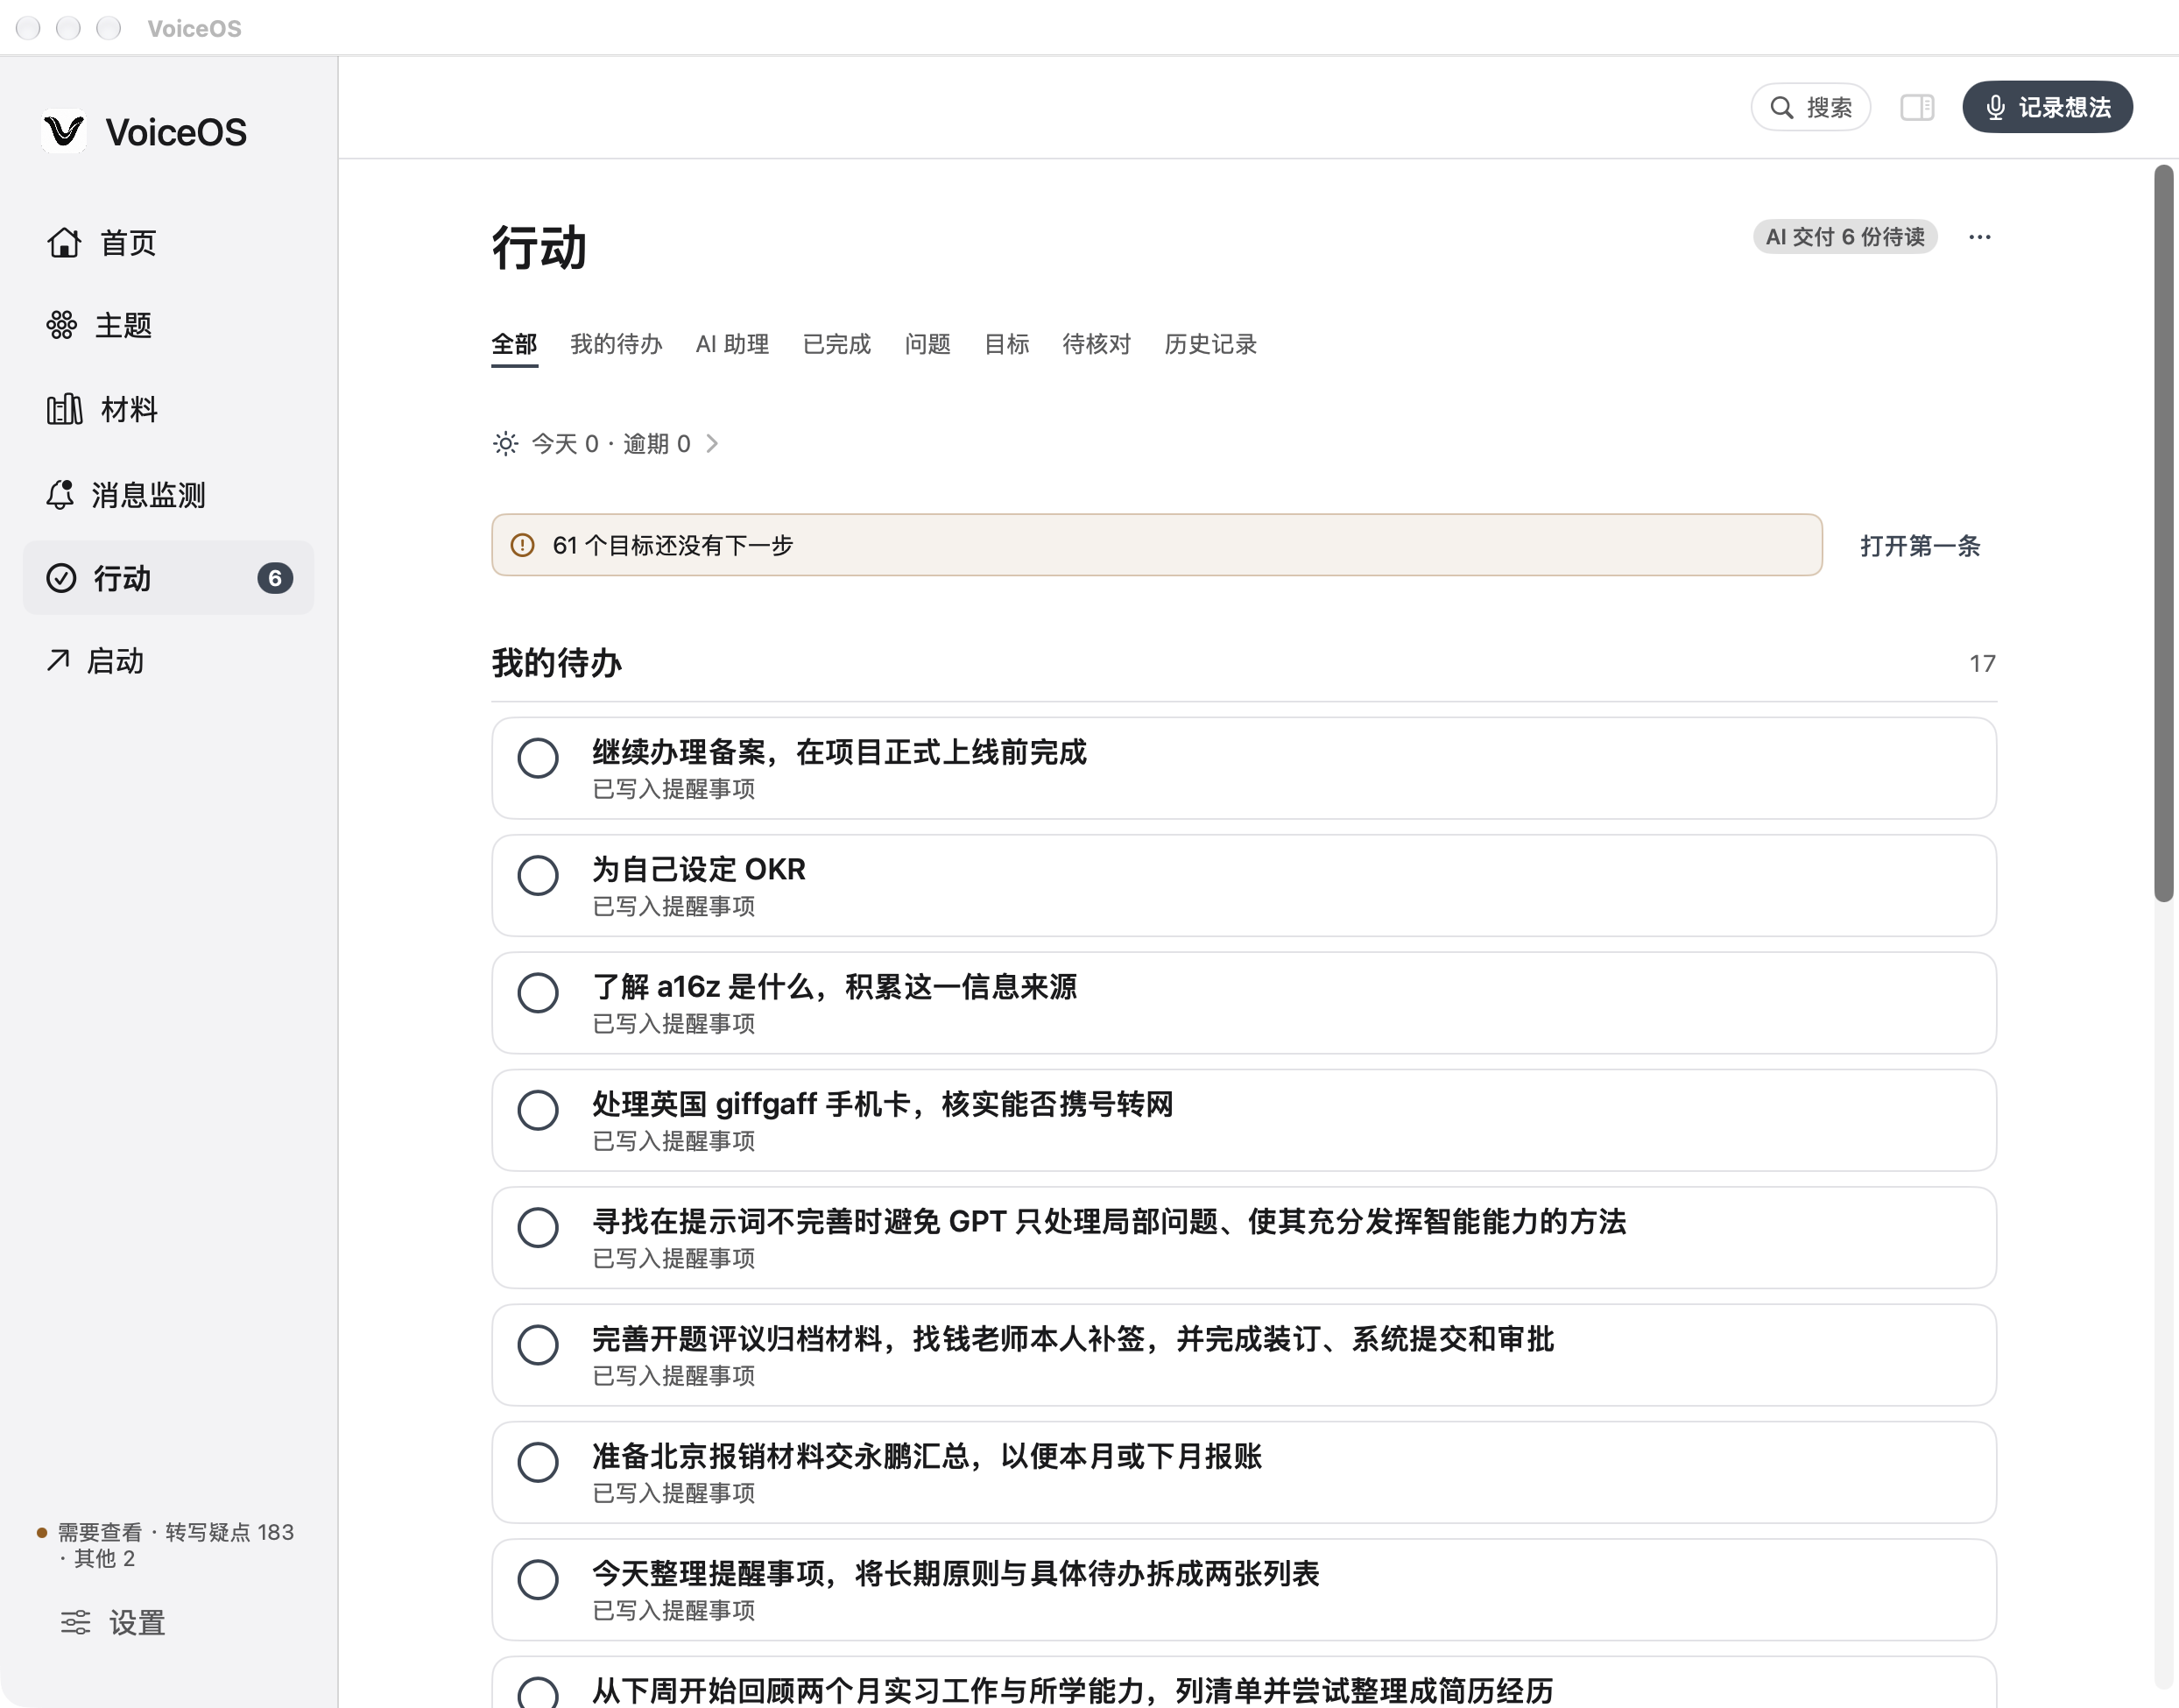 VoiceOS
VoiceOS
首页
主题
材料
消息监测
行动 6
启动
需要查看 · 转写疑点 183
· 其他 2
设置
搜索
记录想法
行动
AI 交付 6 份待读
全部 我的待办 AI 助理 已完成 问题 目标 待核对 历史记录
今天 0 · 逾期 0
61 个目标还没有下一步
打开第一条
我的待办 17
继续办理备案，在项目正式上线前完成
已写入提醒事项
为自己设定 OKR
已写入提醒事项
了解 a16z 是什么，积累这一信息来源
已写入提醒事项
处理英国 giffgaff 手机卡，核实能否携号转网
已写入提醒事项
寻找在提示词不完善时避免 GPT 只处理局部问题、使其充分发挥智能能力的方法
已写入提醒事项
完善开题评议归档材料，找钱老师本人补签，并完成装订、系统提交和审批
已写入提醒事项
准备北京报销材料交永鹏汇总，以便本月或下月报账
已写入提醒事项
今天整理提醒事项，将长期原则与具体待办拆成两张列表
已写入提醒事项
从下周开始回顾两个月实习工作与所学能力，列清单并尝试整理成简历经历